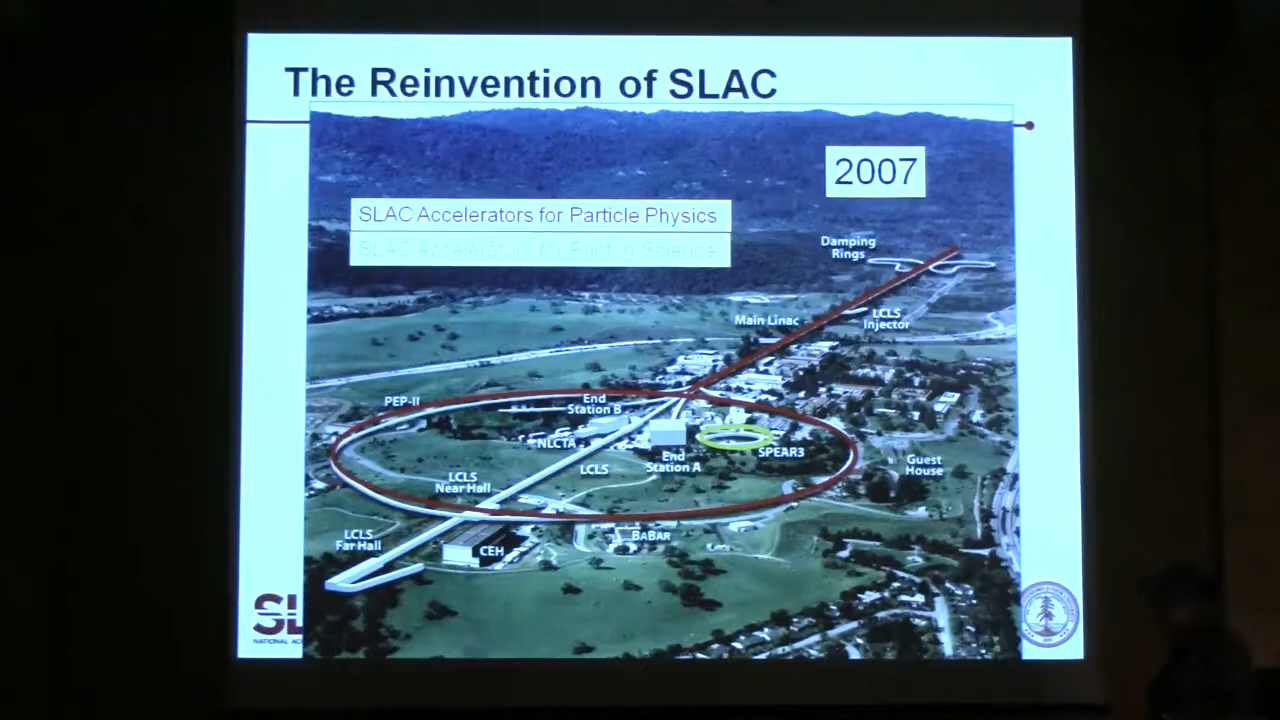 The Reinvention of SLAC
2007
SLAC Accelerators for Particle Physics
SLAC Accelerators for Photon Science
Damping
Rings
Main Linac
LCLS
Injector
PEP-II
End
Station B
NLCTA
LCLS
End
Station A
SPEAR3
Guest
House
LCLS
Near Hall
LCLS
Far Hall
CEH
BABAR
SL
NATIONAL AC